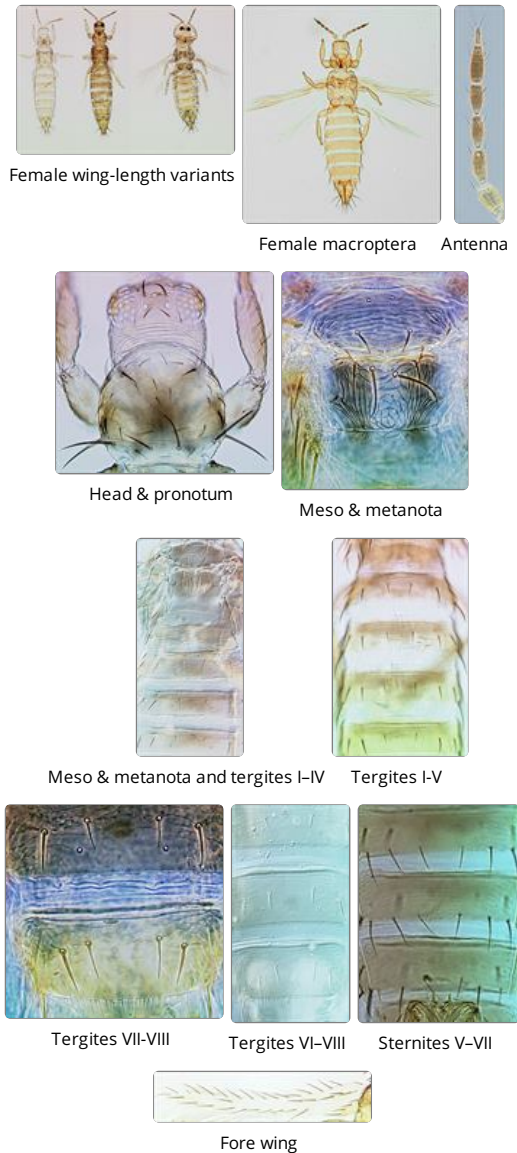 Female wing-length variants
Female macroptera
Antenna
Head & pronotum
Meso & metanota
Meso & metanota and tergites I–IV
Tergites I-V
Tergites VII-VIII
Tergites VI–VIII
Sternites V–VII
Fore wing